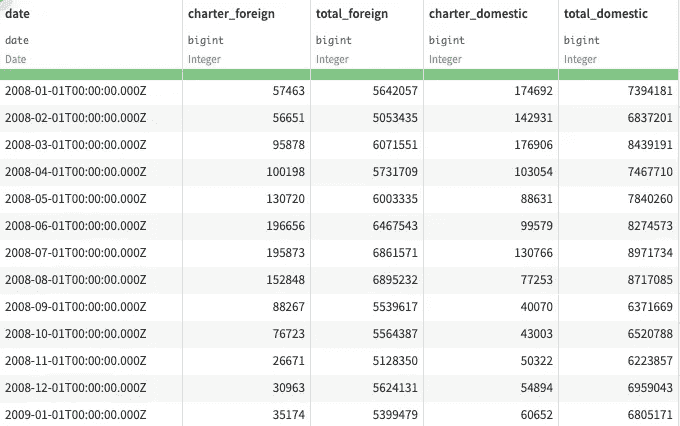 date charter_foreign total_foreign charter_domestic total_domestic
date bigint bigint bigint bigint
Date Integer Integer Integer Integer
2008-01-01T00:00:00.000Z 57463 5642057 174692 7394181
2008-02-01T00:00:00.000Z 56651 5053435 142931 6837201
2008-03-01T00:00:00.000Z 95878 6071551 176906 8439191
2008-04-01T00:00:00.000Z 100198 5731709 103054 7467710
2008-05-01T00:00:00.000Z 130720 6003335 88631 7840260
2008-06-01T00:00:00.000Z 196656 6467543 99579 8274573
2008-07-01T00:00:00.000Z 195873 6861571 130766 8971734
2008-08-01T00:00:00.000Z 152848 6895232 77253 8717085
2008-09-01T00:00:00.000Z 88267 5539617 40070 6371669
2008-10-01T00:00:00.000Z 76723 5564387 43003 6520788
2008-11-01T00:00:00.000Z 26671 5128350 50322 6223857
2008-12-01T00:00:00.000Z 30963 5624131 54894 6959043
2009-01-01T00:00:00.000Z 35174 5399479 60652 6805171